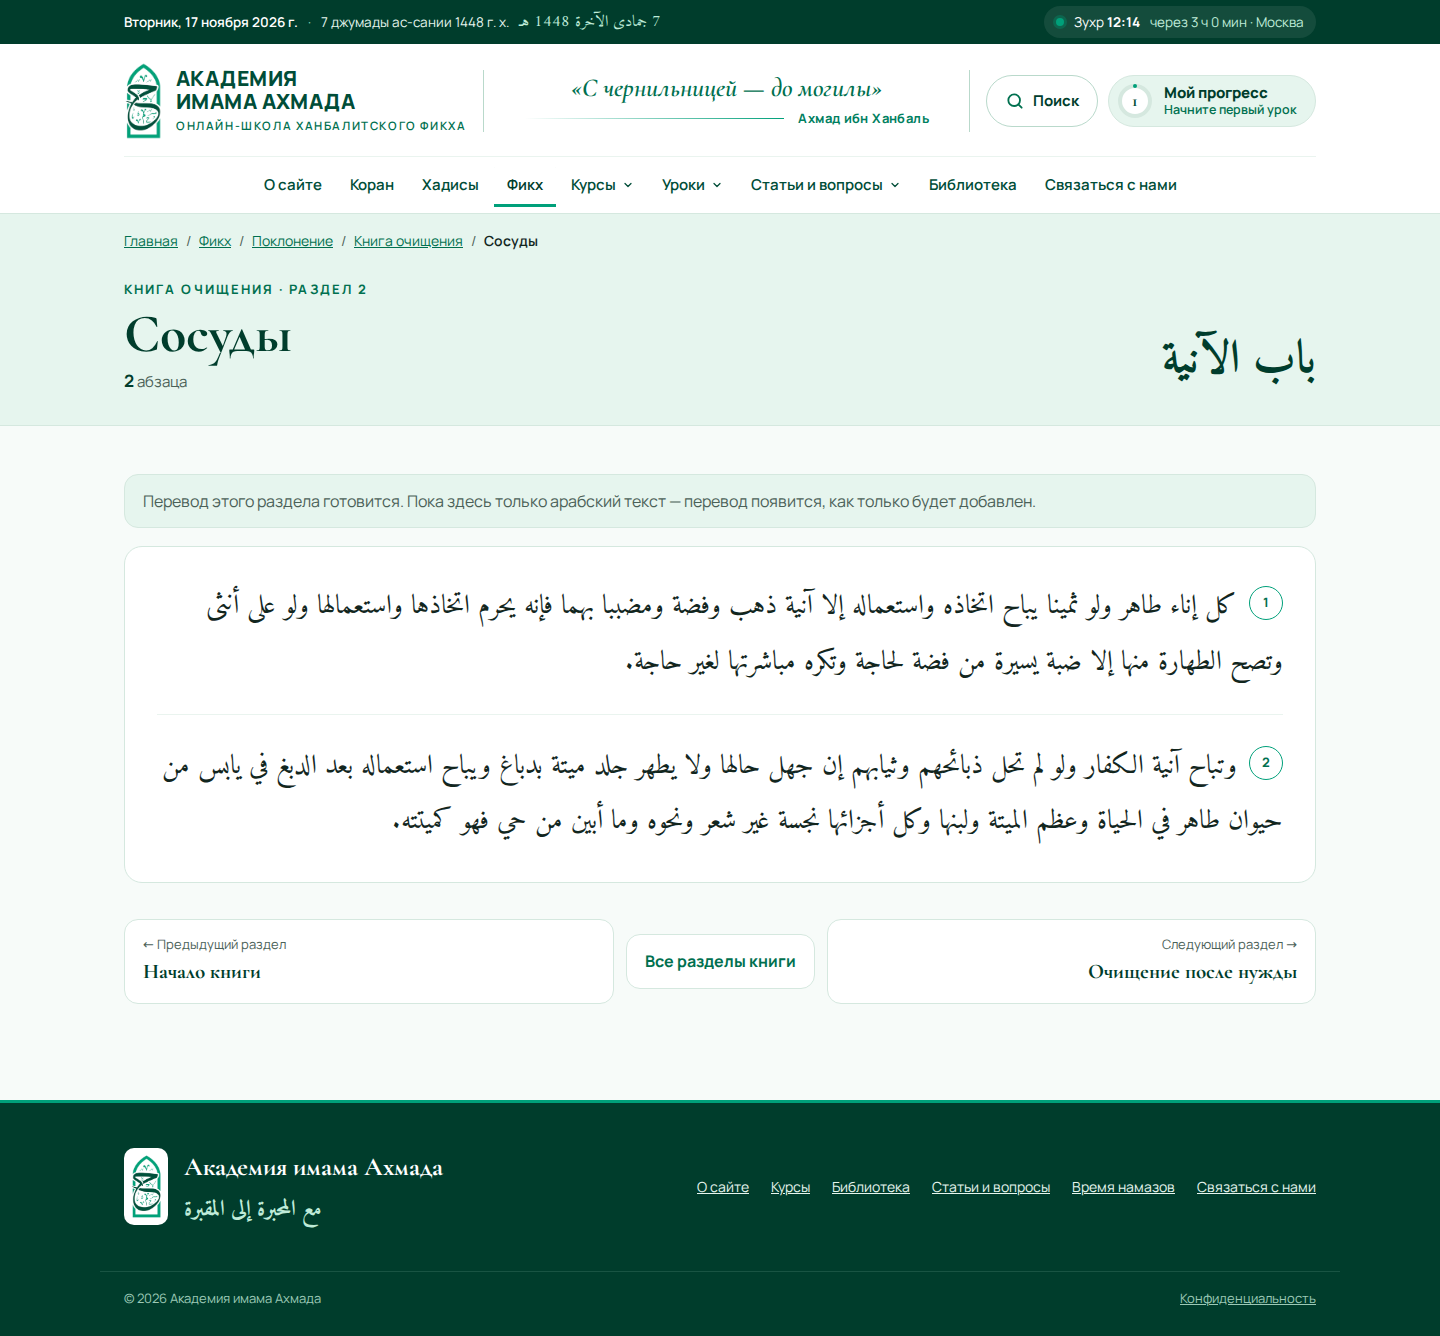 Вторник, 17 ноября 2026 г. · 7 джумады ас-сании 1448 г. х. 7 جمادى الآخرة 1448 هـ
Зухр 12:14 через 3 ч 0 мин · Москва
АКАДЕМИЯ
ИМАМА АХМАДА
ОНЛАЙН-ШКОЛА ХАНБАЛИТСКОГО ФИКХА
«С чернильницей — до могилы»
Ахмад ибн Ханбаль
Поиск
1
Мой прогресс
Начните первый урок
О сайте Коран Хадисы Фикх Курсы Уроки Статьи и вопросы Библиотека Связаться с нами
Главная / Фикх / Поклонение / Книга очищения / Сосуды
КНИГА ОЧИЩЕНИЯ · РАЗДЕЛ 2
Сосуды
باب الآنية
2 абзаца
Перевод этого раздела готовится. Пока здесь только арабский текст — перевод появится, как только будет добавлен.
1 كل إناء طاهر ولو ثمينا يباح اتخاذه واستعماله إلا آنية ذهب وفضة ومضببا بهما فإنه يحرم اتخاذها واستعمالها ولو على أنثى
وتصح الطهارة منها إلا ضبة يسيرة من فضة لحاجة وتكره مباشرتها لغير حاجة.
2 وتباح آنية الكفار ولو لم تحل ذبائحهم وثيابهم إن جهل حالها ولا يطهر جلد ميتة بدباغ ويباح استعماله بعد الدبغ في يابس من
حيوان طاهر في الحياة وعظم الميتة ولبنها وكل أجزائها نجسة غير شعر ونحوه وما أبين من حي فهو كميتته.
← Предыдущий раздел
Начало книги
Все разделы книги
Следующий раздел →
Очищение после нужды
Академия имама Ахмада
مع المحبرة إلى المقبرة
О сайте Курсы Библиотека Статьи и вопросы Время намазов Связаться с нами
© 2026 Академия имама Ахмада
Конфиденциальность